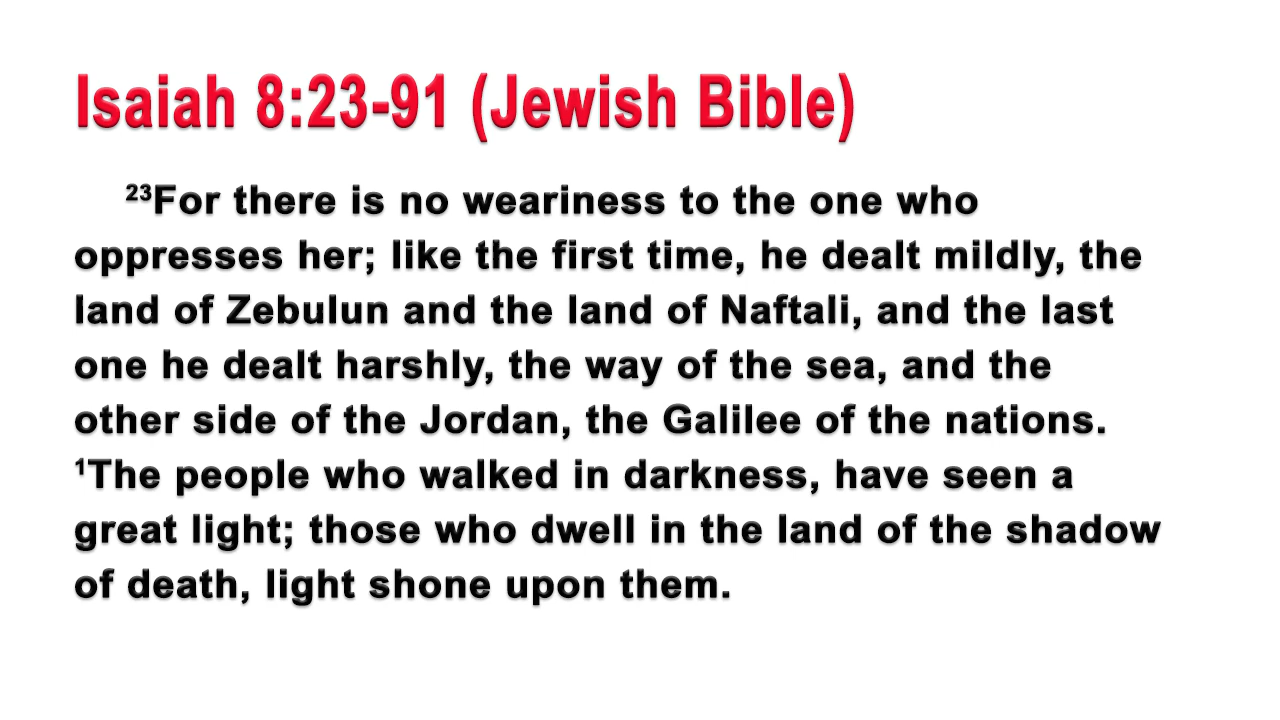 Isaiah 8:23-91 (Jewish Bible)
²³For there is no weariness to the one who
oppresses her; like the first time, he dealt mildly, the
land of Zebulun and the land of Naftali, and the last
one he dealt harshly, the way of the sea, and the
other side of the Jordan, the Galilee of the nations.
¹The people who walked in darkness, have seen a
great light; those who dwell in the land of the shadow
of death, light shone upon them.